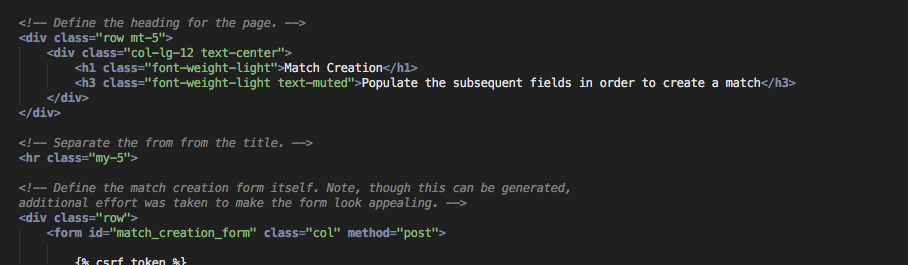 <!-- Define the heading for the page. -->
<div class="row mt-5">
<div class="col-lg-12 text-center">
<h1 class="font-weight-light">Match Creation</h1>
<h3 class="font-weight-light text-muted">Populate the subsequent fields in order to create a match</h3>
</div>
</div>
<!-- Separate the from from the title. -->
<hr class="my-5">
<!-- Define the match creation form itself. Note, though this can be generated,
additional effort was taken to make the form look appealing. -->
<div class="row">
<form id="match_creation_form" class="col" method="post">
{% csrf_token %}